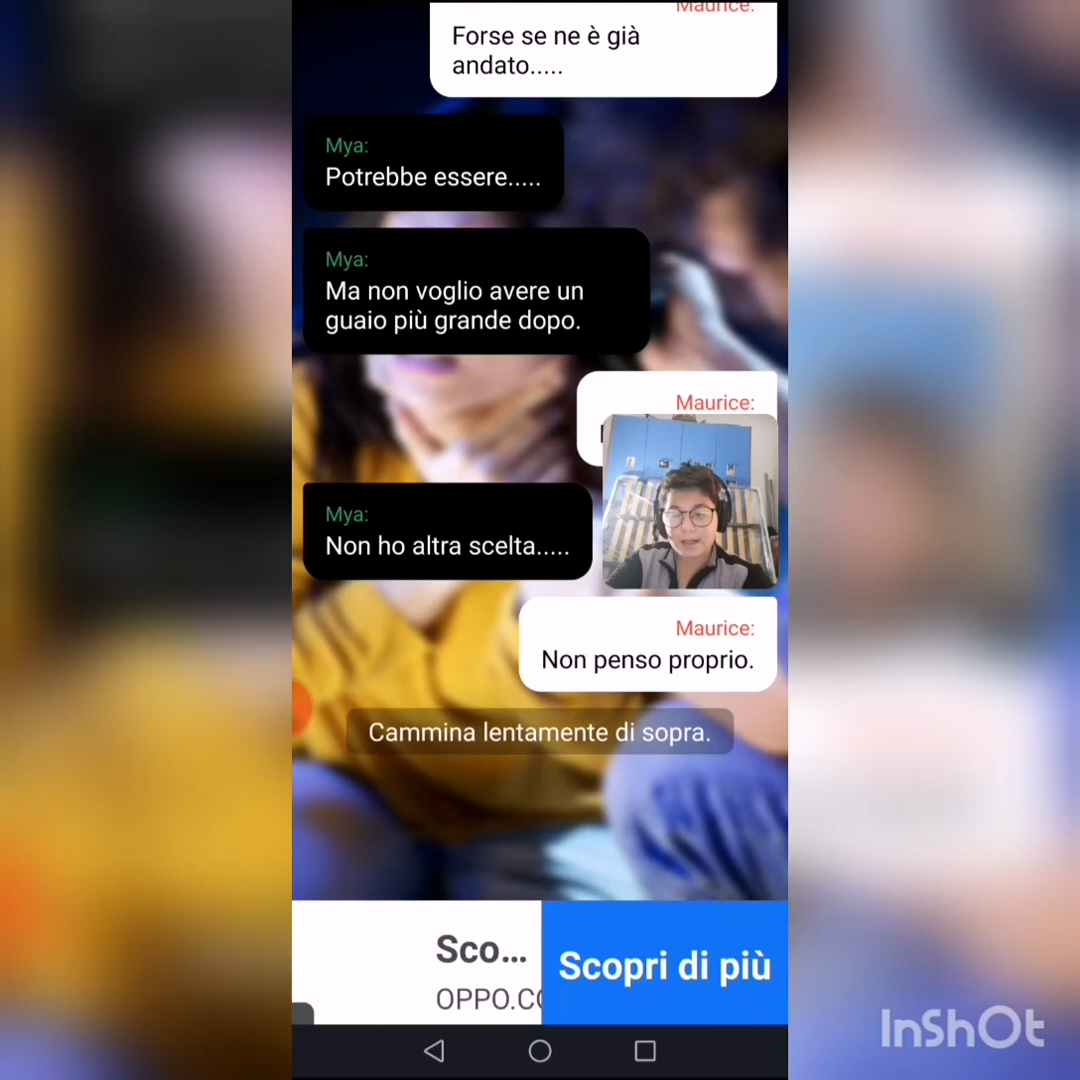 Maurice:
Forse se ne è già
andato.....
Mya:
Potrebbe essere.....
Mya:
Ma non voglio avere un
guaio più grande dopo.
Maurice:
Mya:
Non ho altra scelta.....
Maurice:
Non penso proprio.
Cammina lentamente di sopra.
Sco...
Scopri di più
OPPO.CO
InShOt